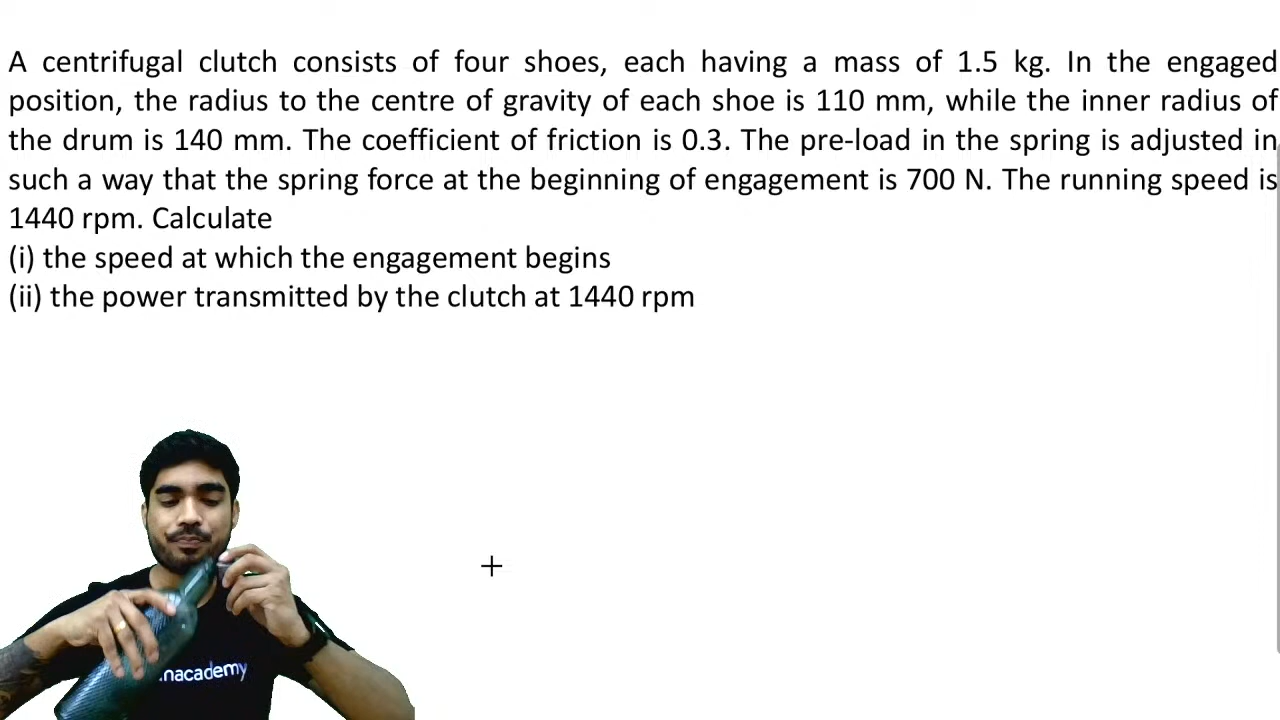 A centrifugal clutch consists of four shoes, each having a mass of 1.5 kg. In the engaged
position, the radius to the centre of gravity of each shoe is 110 mm, while the inner radius of
the drum is 140 mm. The coefficient of friction is 0.3. The pre-load in the spring is adjusted in
such a way that the spring force at the beginning of engagement is 700 N. The running speed is
1440 rpm. Calculate
(i) the speed at which the engagement begins
(ii) the power transmitted by the clutch at 1440 rpm
nacademy